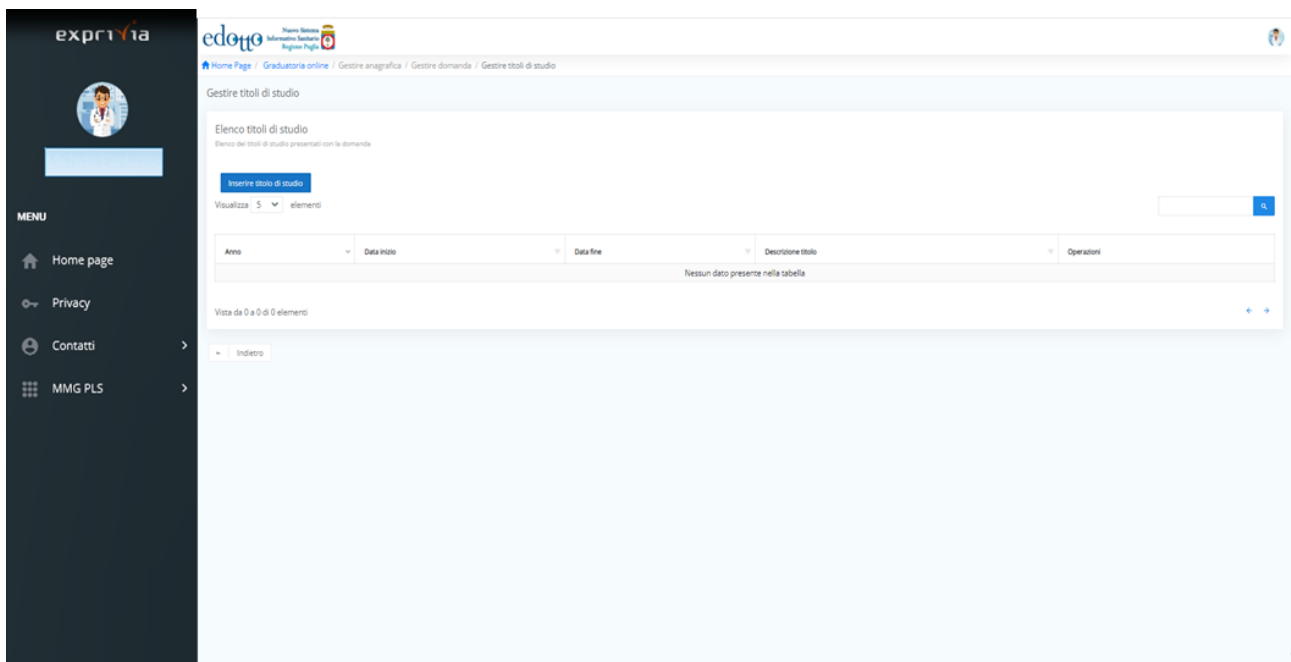 exprivia
edotto Nuovo Sistema
Informativo Sanitario
Regione Puglia
Home Page / Graduatoria online / Gestire anagrafica / Gestire domanda / Gestire titoli di studio
Gestire titoli di studio
Elenco titoli di studio
Elenco dei titoli di studio presentati con la domanda
Inserire titolo di studio
Visualizza 5 elementi
MENU
Home page
Privacy
Contatti
MMG PLS
Anno Data inizio Data fine Descrizione titolo Operazioni
Nessun dato presente nella tabella
Vista da 0 a 0 di 0 elementi
Indietro